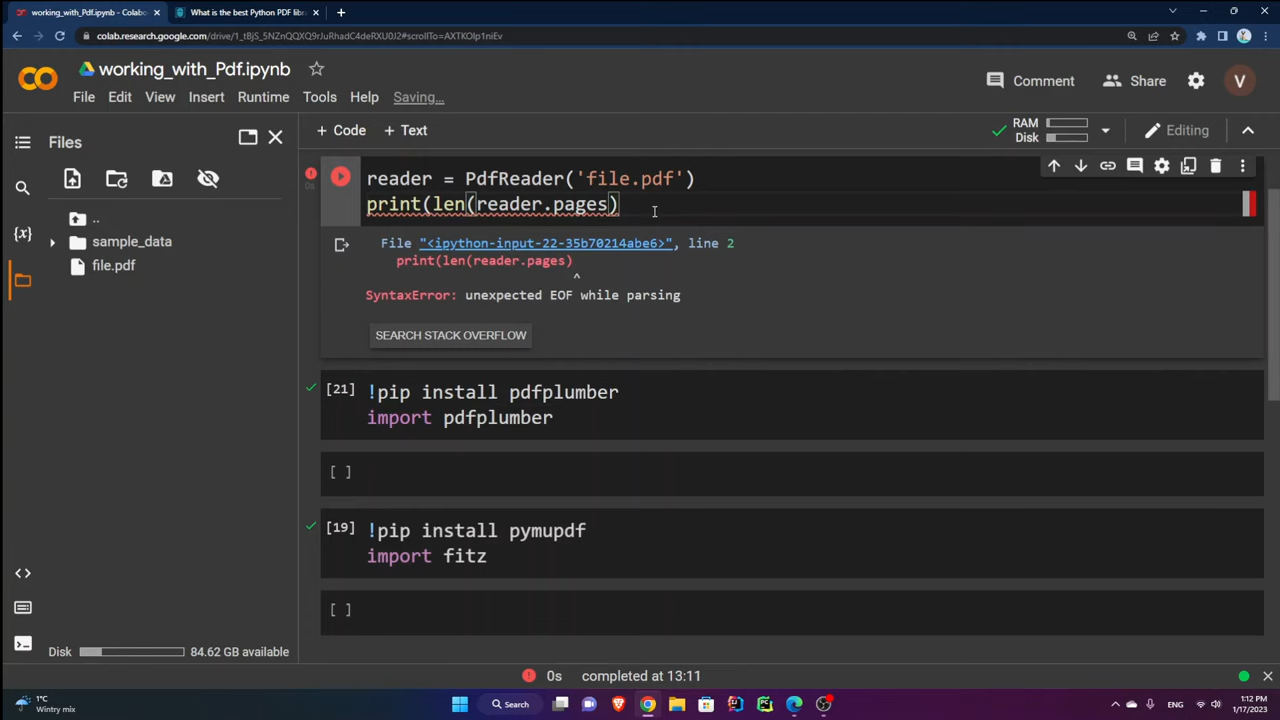 working_with_Pdf.ipynb - Colabo
What is the best Python PDF libr
colab.research.google.com/drive/1_tBjS_5NZnQQXQ9rJuRhadC4deRXU0J2#scrollTo=AXTKOlp1niEv
working_with_Pdf.ipynb
File Edit View Insert Runtime Tools Help Saving...
Comment Share V
Files
+ Code + Text
RAM
Disk
Editing
..
sample_data
file.pdf
{x}
0s
reader = PdfReader('file.pdf')
print(len(reader.pages)
File "<ipython-input-22-35b70214abe6>", line 2
print(len(reader.pages)
^
SyntaxError: unexpected EOF while parsing
SEARCH STACK OVERFLOW
[21] !pip install pdfplumber
import pdfplumber
[ ]
[19] !pip install pymupdf
import fitz
[ ]
Disk 84.62 GB available
0s completed at 13:11
1°C
Wintry mix
Search
ENG
1:12 PM
1/17/2023